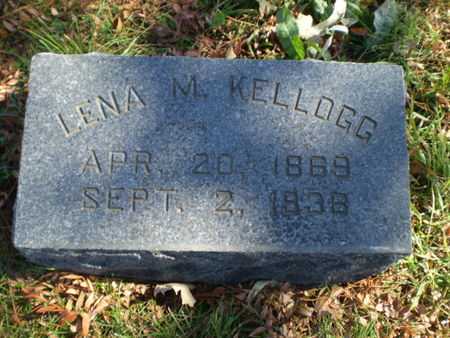 LENA M. KELLOGG
APR. 20, 1869
SEPT. 2, 1938